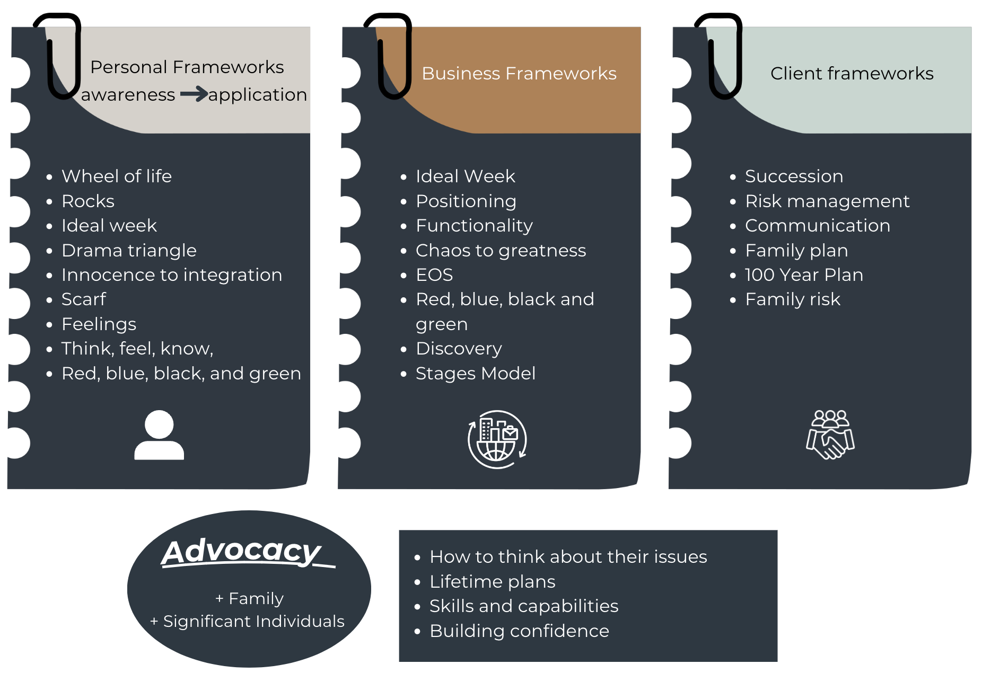 Personal Frameworks
awareness → application
• Wheel of life
• Rocks
• Ideal week
• Drama triangle
• Innocence to integration
• Scarf
• Feelings
• Think, feel, know,
• Red, blue, black, and green
Business Frameworks
• Ideal Week
• Positioning
• Functionality
• Chaos to greatness
• EOS
• Red, blue, black and
green
• Discovery
• Stages Model
Client frameworks
• Succession
• Risk management
• Communication
• Family plan
• 100 Year Plan
• Family risk
Advocacy
+ Family
+ Significant Individuals
• How to think about their issues
• Lifetime plans
• Skills and capabilities
• Building confidence